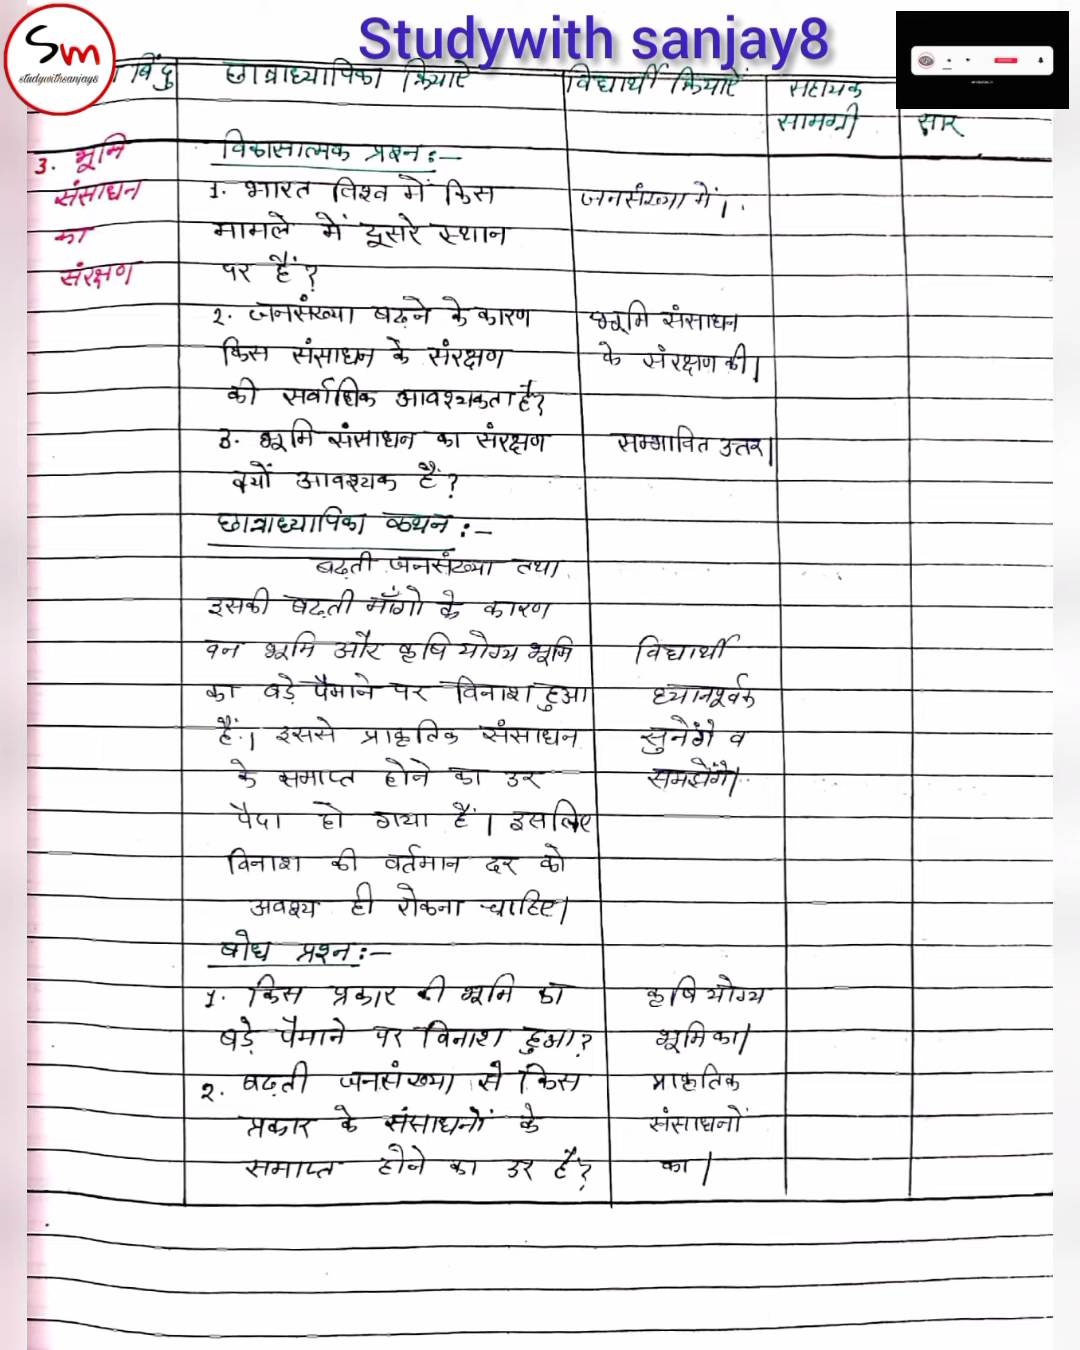 Studywith sanjay8
Sm
studywithsanjay8
बिंदु छात्राध्यापिका क्रियाएं विद्यार्थी क्रियाएं सहायक
सामग्री सार
3. भूमि विकासात्मक प्रश्न:-
संसाधन 1. भारत विश्व में किस जनसंख्या में।
का मामले में दूसरे स्थान
संरक्षण पर हैं?
2. जनसंख्या बढ़ने के कारण भूमि संसाधन
किस संसाधन के संरक्षण के संरक्षण की।
की सर्वाधिक आवश्यकता है?
3. भूमि संसाधन का संरक्षण सम्भावित उत्तर।
क्यों आवश्यक हैं?
छात्राध्यापिका कथन:-
बढ़ती जनसंख्या तथा
इसकी बढ़ती माँगो के कारण
वन भूमि और कृषि योग्य भूमि विद्यार्थी
का बड़े पैमाने पर विनाश हुआ ध्यानपूर्वक
हैं। इससे प्राकृतिक संसाधन सुनेंगे व
के समाप्त होने का डर समझेंगे।
पैदा हो गया हैं। इसलिए
विनाश की वर्तमान दर को
अवश्य ही रोकना चाहिए।
बोध प्रश्न:-
1. किस प्रकार की भूमि का कृषि योग्य
बड़े पैमाने पर विनाश हुआ? भूमि का।
2. बढ़ती जनसंख्या से किस प्राकृतिक
प्रकार के संसाधनों के संसाधनों
समाप्त होने का डर है? का।